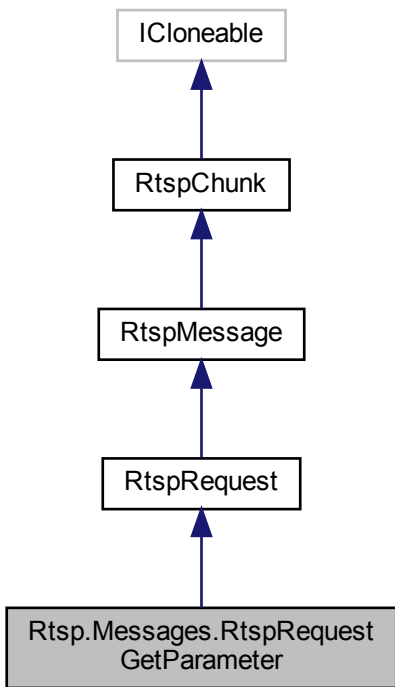 ICloneable
RtspChunk
RtspMessage
RtspRequest
Rtsp.Messages.RtspRequest
GetParameter